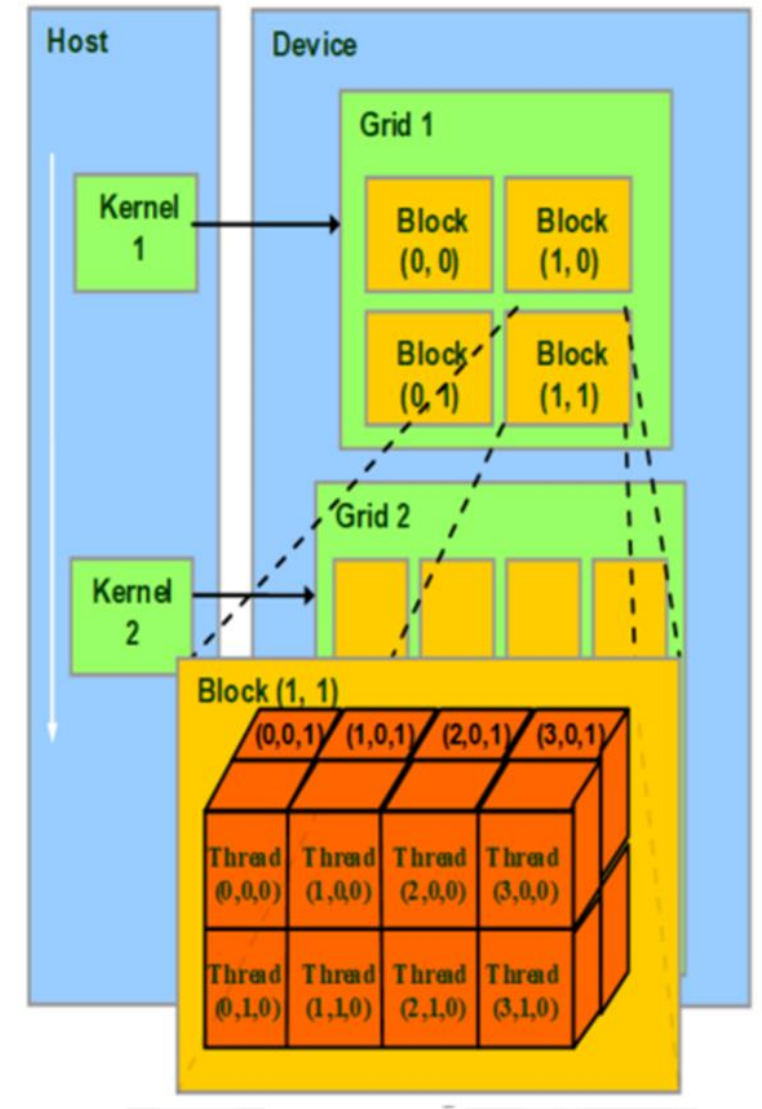 Host
Device
Grid 1
Kernel
1
Block
(0, 0)
Block
(1, 0)
Block
(0, 1)
Block
(1, 1)
Grid 2
Kernel
2
Block (1, 1)
(0,0,1) (1,0,1) (2,0,1) (3,0,1)
Thread
(0,0,0)
Thread
(1,0,0)
Thread
(2,0,0)
Thread
(3,0,0)
Thread
(0,1,0)
Thread
(1,1,0)
Thread
(2,1,0)
Thread
(3,1,0)